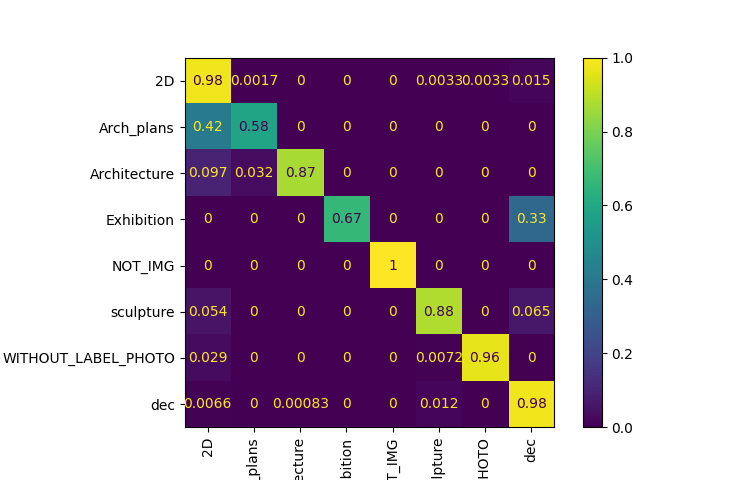 2D 0.98 0.0017 0 0 0 0.0033 0.0033 0.015
Arch_plans 0.42 0.58 0 0 0 0 0 0
Architecture 0.097 0.032 0.87 0 0 0 0 0
Exhibition 0 0 0 0.67 0 0 0 0.33
NOT_IMG 0 0 0 0 1 0 0 0
sculpture 0.054 0 0 0 0 0.88 0 0.065
WITHOUT_LABEL_PHOTO 0.029 0 0 0 0 0.0072 0.96 0
dec 0.0066 0 0.00083 0 0 0.012 0 0.98
2D _plans ecture bition T_IMG lpture HOTO dec
1.0
0.8
0.6
0.4
0.2
0.0